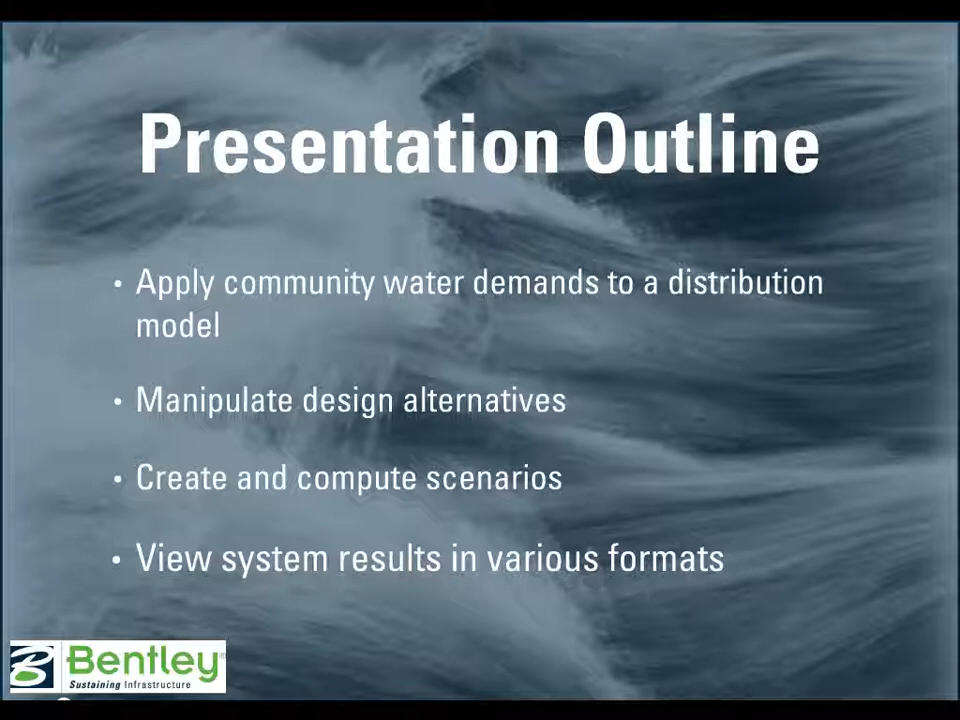 Presentation Outline
• Apply community water demands to a distribution
model
• Manipulate design alternatives
• Create and compute scenarios
• View system results in various formats
Bentley®
Sustaining Infrastructure